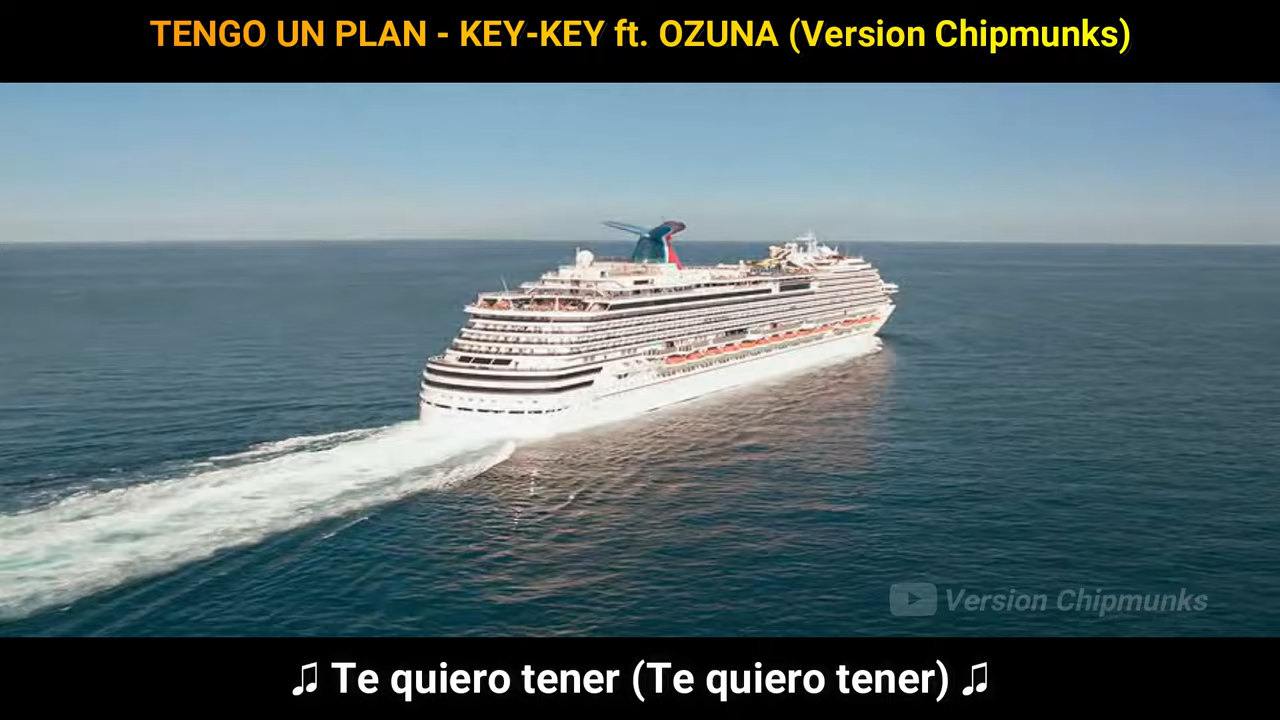 TENGO UN PLAN - KEY-KEY ft. OZUNA (Version Chipmunks)
Version Chipmunks
♫ Te quiero tener (Te quiero tener) ♫